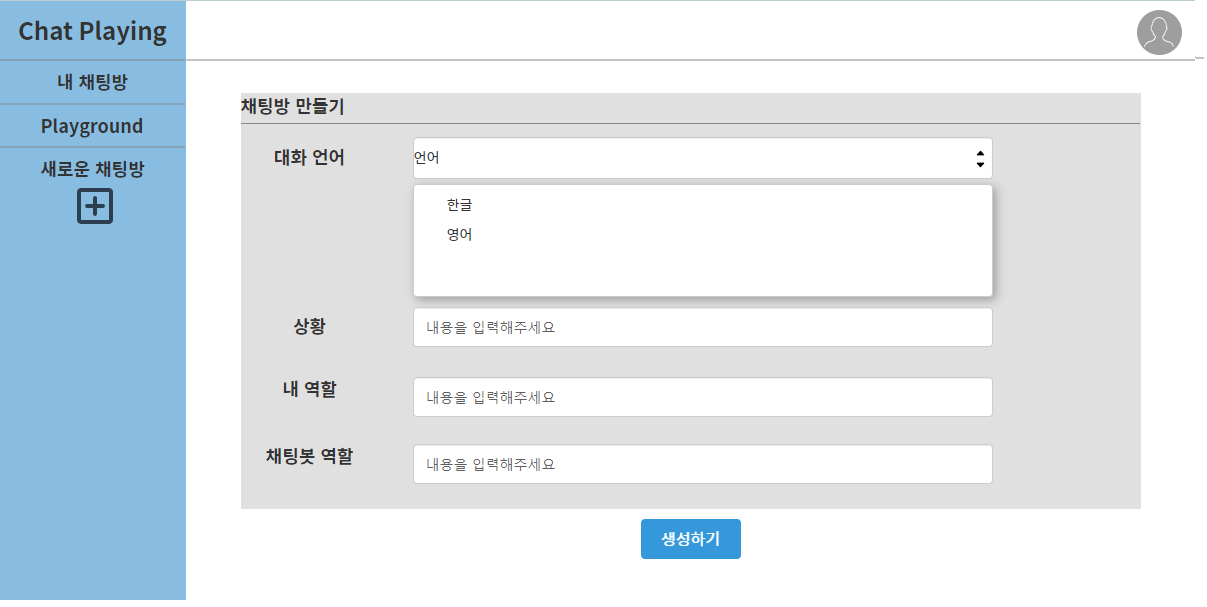 Chat Playing
내 채팅방
Playground
새로운 채팅방
채팅방 만들기
대화 언어
언어
한글
영어
상황
내용을 입력해주세요
내 역할
내용을 입력해주세요
채팅봇 역할
내용을 입력해주세요
생성하기